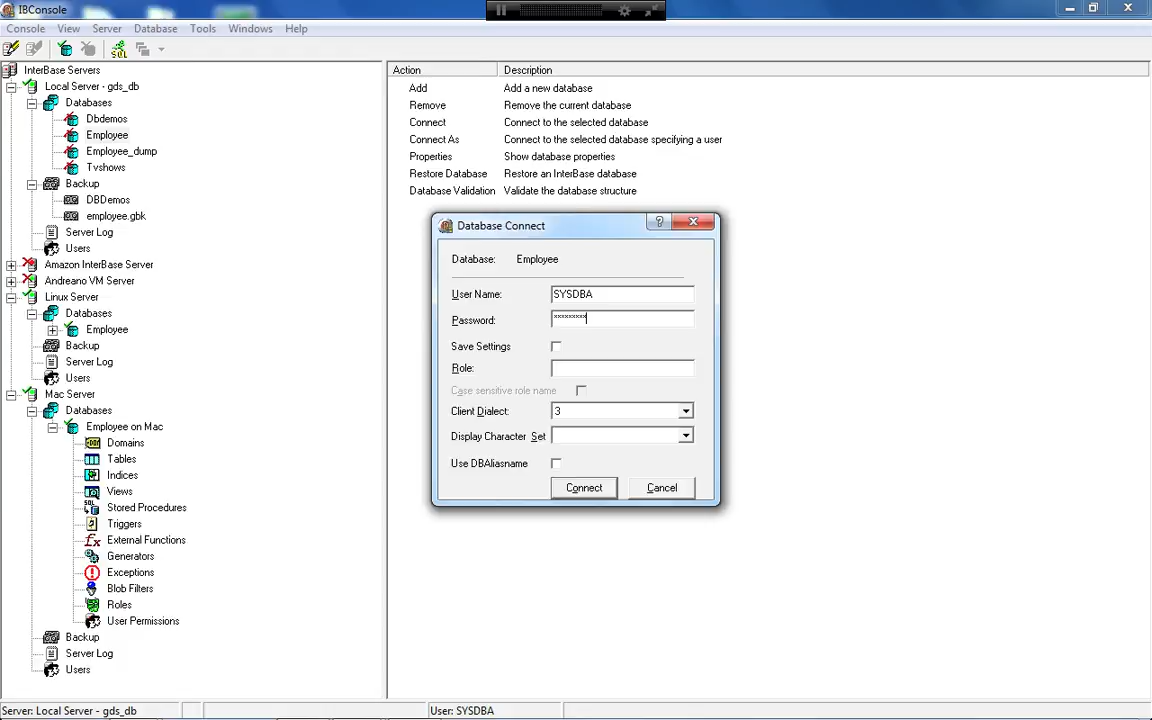 IBConsole
Console View Server Database Tools Windows Help
InterBase Servers
Local Server - gds_db
Databases
Dbdemos
Employee
Employee_dump
Tvshows
Backup
DBDemos
employee.gbk
Server Log
Users
Amazon InterBase Server
Andreano VM Server
Linux Server
Databases
Employee
Backup
Server Log
Users
Mac Server
Databases
Employee on Mac
Domains
Tables
Indices
Views
Stored Procedures
Triggers
External Functions
Generators
Exceptions
Blob Filters
Roles
User Permissions
Backup
Server Log
Users
Action Description
Add Add a new database
Remove Remove the current database
Connect Connect to the selected database
Connect As Connect to the selected database specifying a user
Properties Show database properties
Restore Database Restore an InterBase database
Database Validation Validate the database structure
Database Connect
Database: Employee
User Name: SYSDBA
Password: *********
Save Settings
Role:
Case sensitive role name
Client Dialect: 3
Display Character Set
Use DBAliasname
Connect Cancel
Server: Local Server - gds_db User: SYSDBA